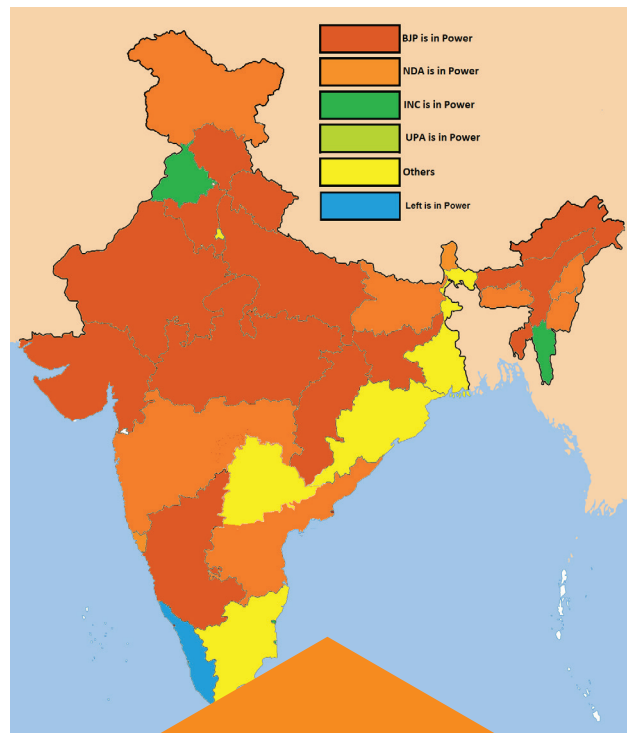 BJP is in Power
NDA is in Power
INC is in Power
UPA is in Power
Others
Left is in Power